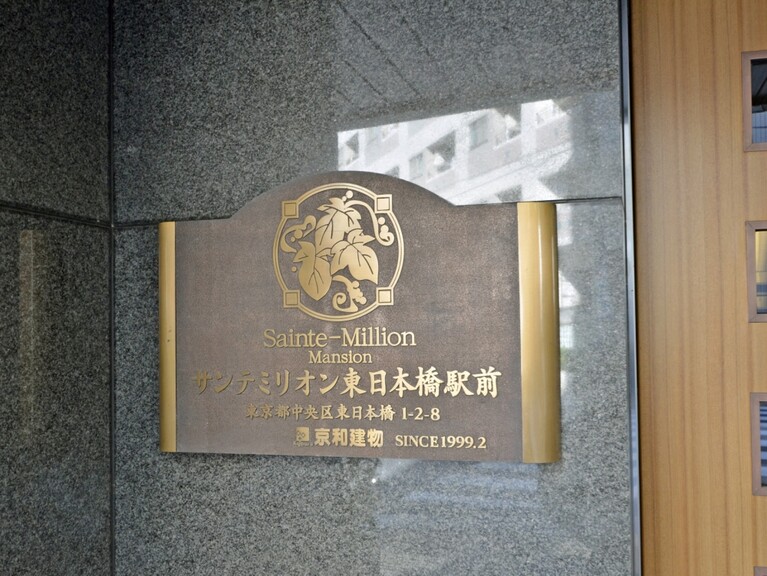 Sainte-Million
Mansion
サンテミリオン東日本橋駅前
東京都中央区東日本橋 1-2-8
京和建物 SINCE1999.2